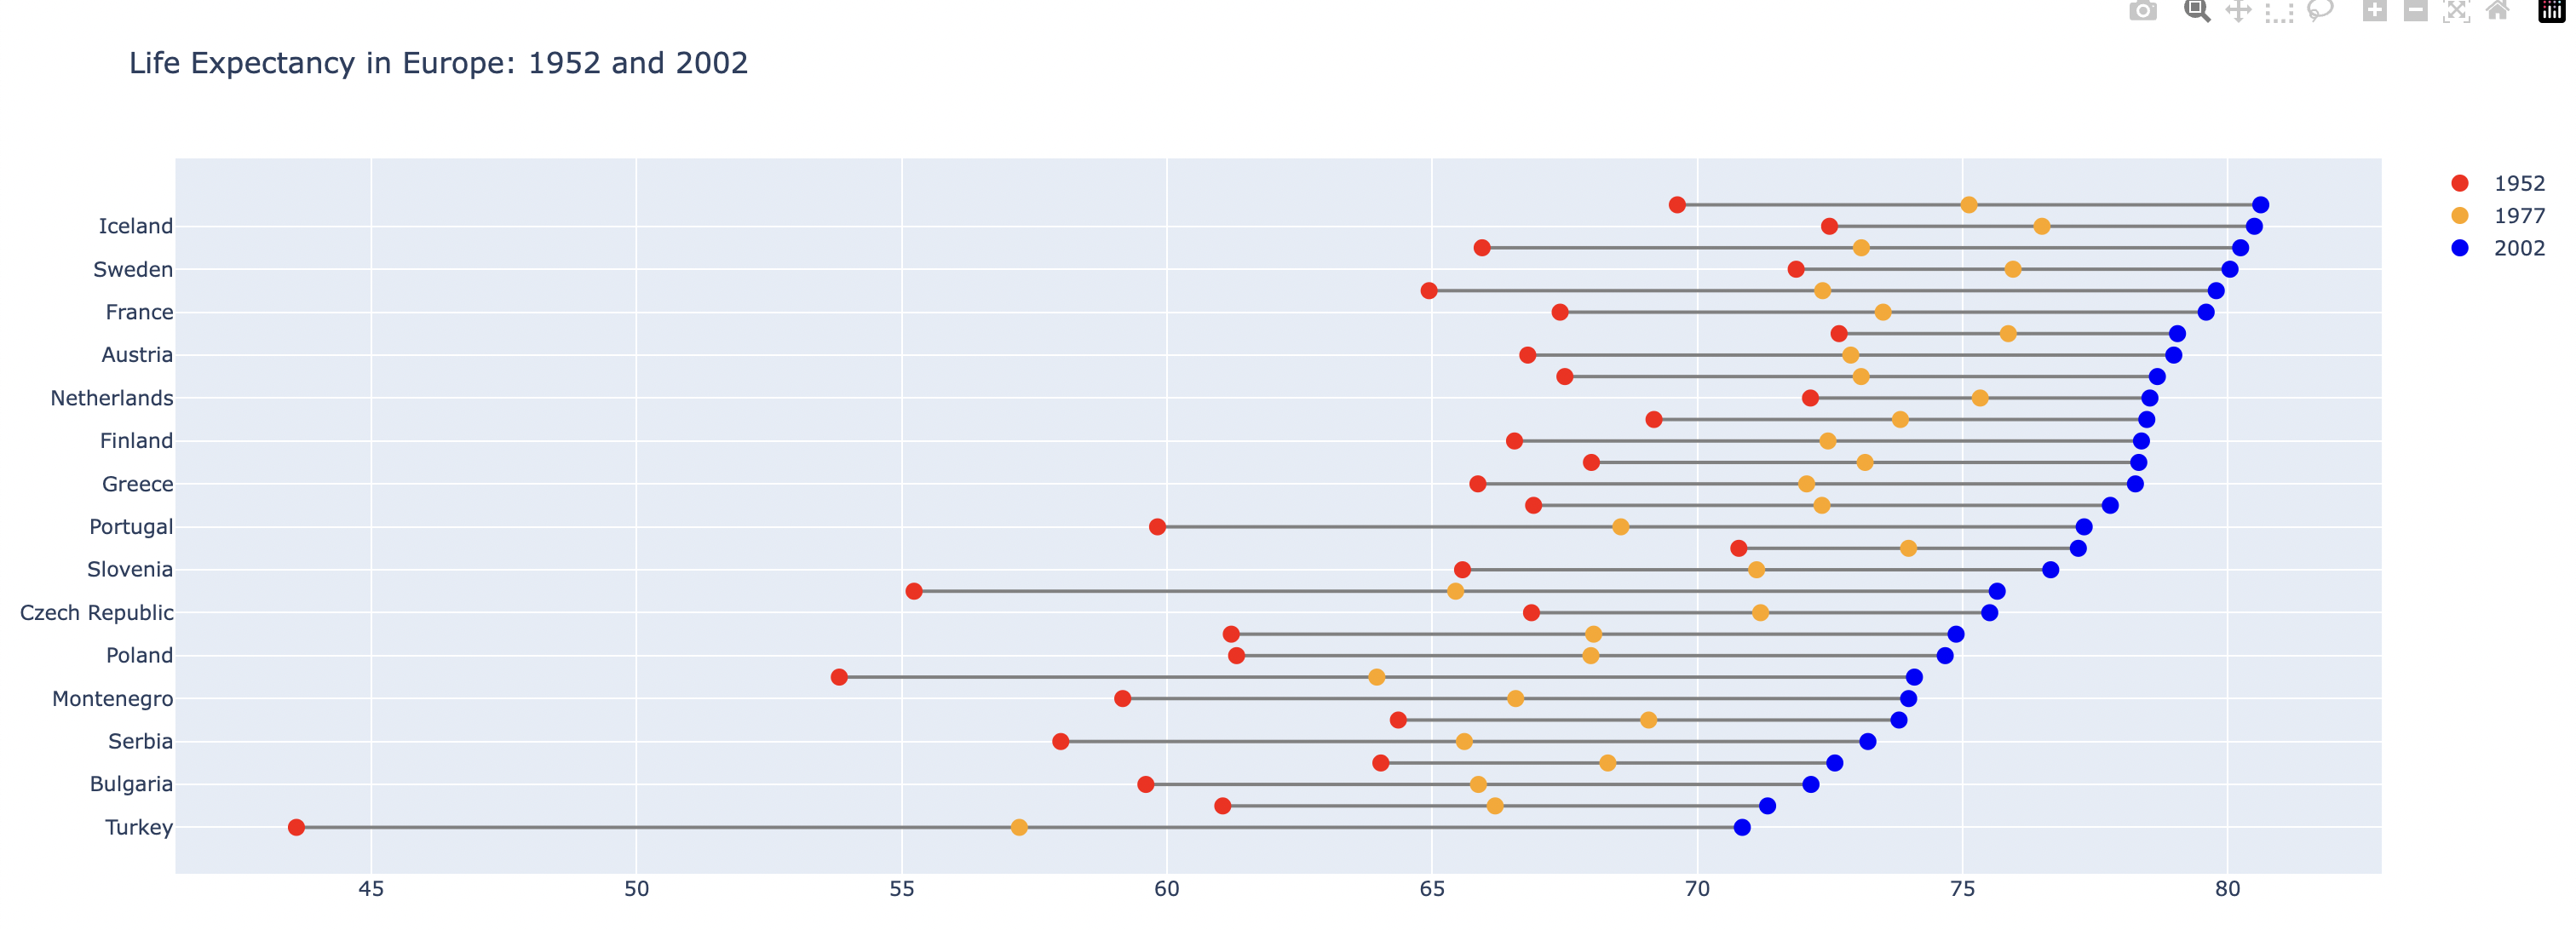 Life Expectancy in Europe: 1952 and 2002
1952
1977
2002
Iceland
Sweden
France
Austria
Netherlands
Finland
Greece
Portugal
Slovenia
Czech Republic
Poland
Montenegro
Serbia
Bulgaria
Turkey
45 50 55 60 65 70 75 80